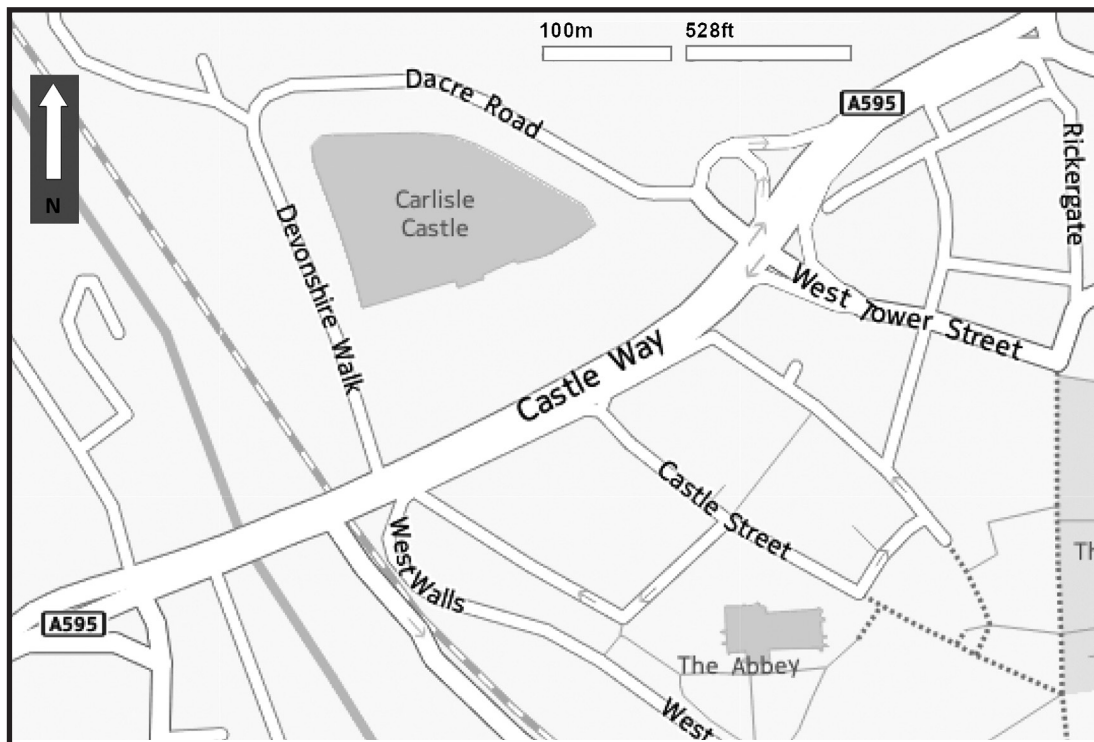 100m
528ft
A595
Dacre Road
N
Rickergate
Carlisle
Castle
Devonshire Walk
West Tower Street
Castle Way
Castle Street
West Walls
Th
A595
The Abbey
West